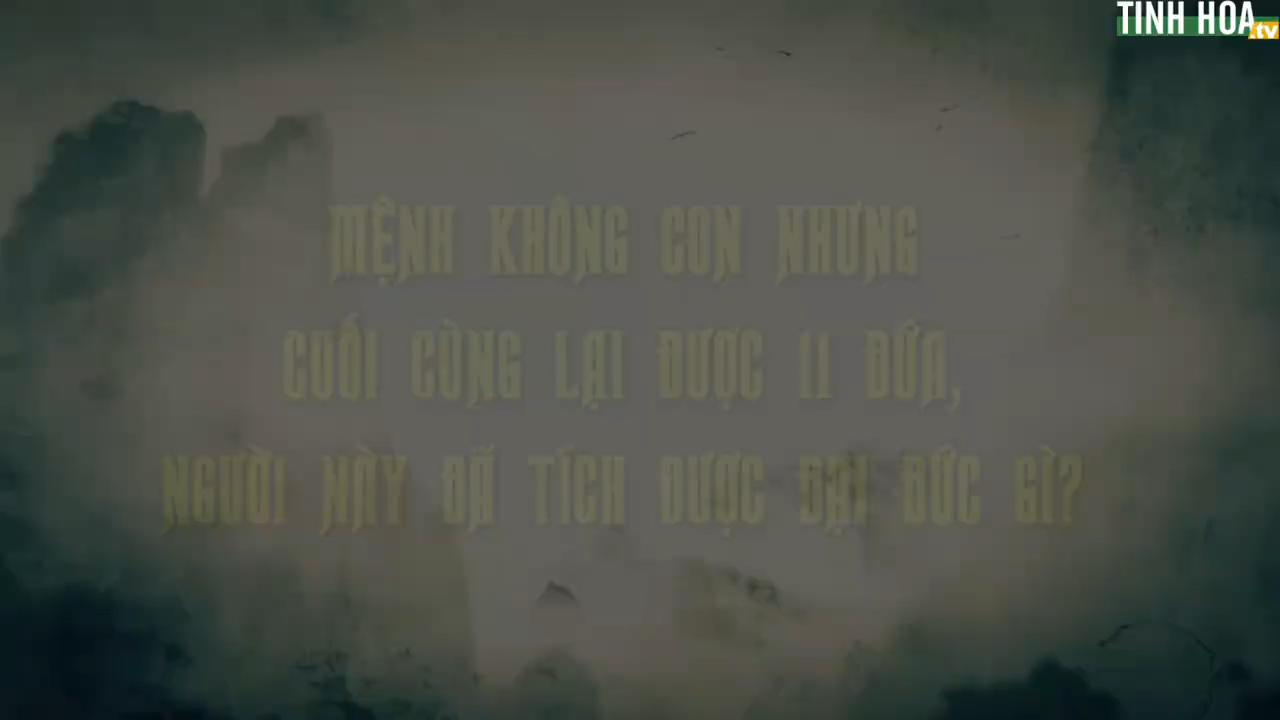 TINH HOA.tv
MỆNH KHÔNG CON NHƯNG
CUỐI CÙNG LẠI ĐƯỢC 11 ĐỨA,
NGƯỜI NÀY ĐÃ TÍCH ĐƯỢC ĐẠI ĐỨC GÌ?